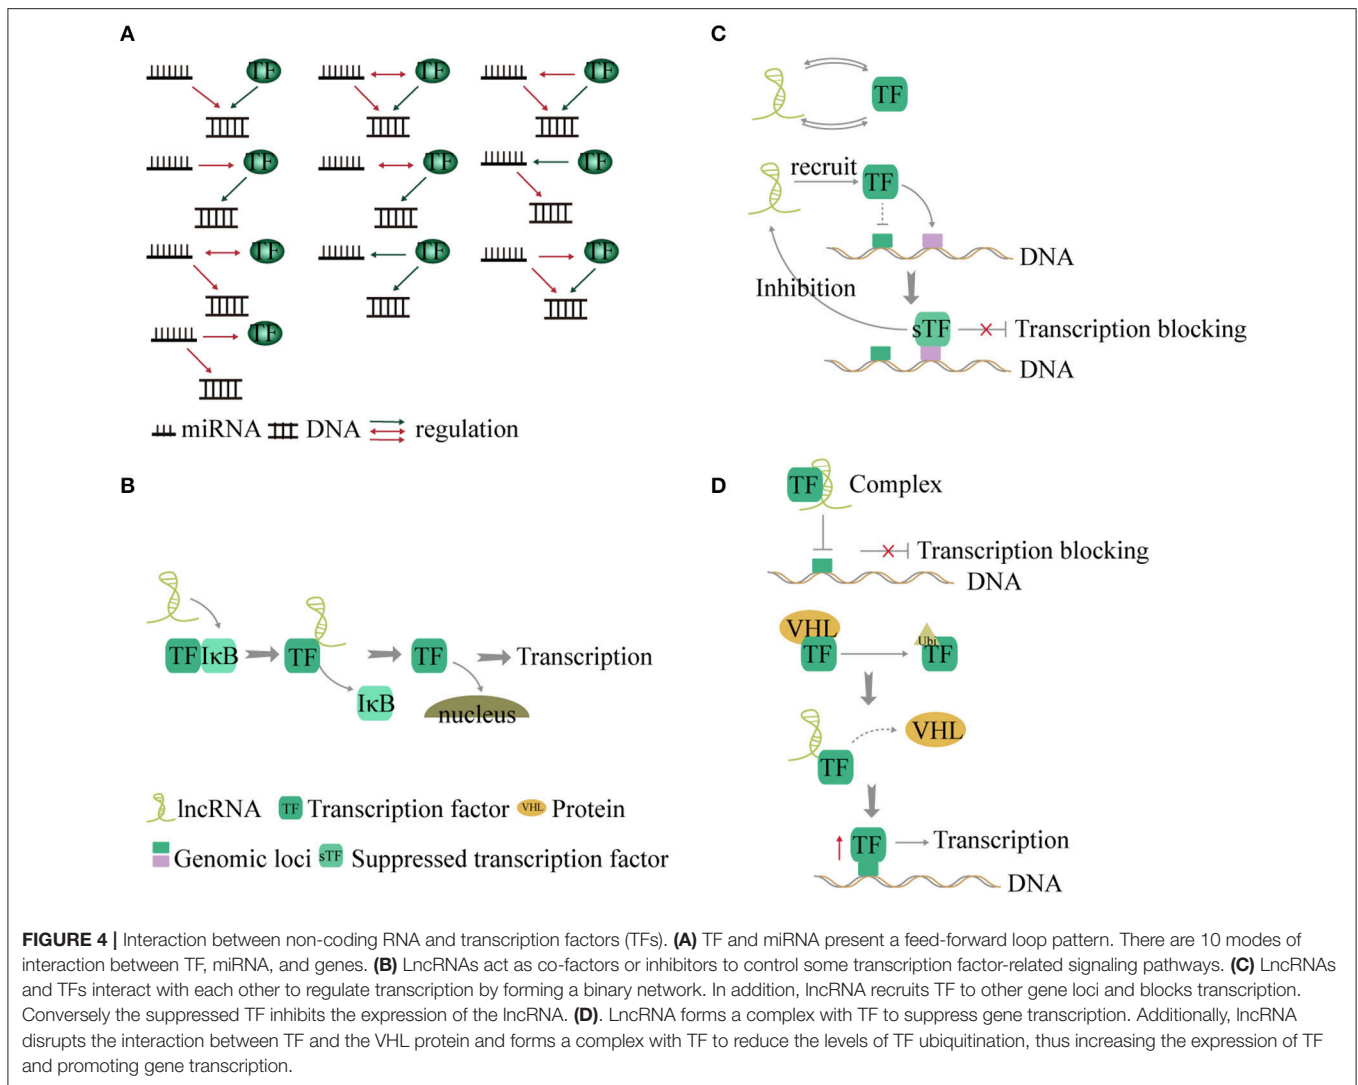 A
TF
TF
TF
TF
TF
TF
TF
TF
TF
TF
miRNA DNA regulation
B
TF IκB TF TF Transcription
IκB nucleus
lncRNA TF Transcription factor VHL Protein
Genomic loci sTF Suppressed transcription factor
C
TF
recruit TF
DNA
Inhibition
sTF Transcription blocking
DNA
D
TF Complex
Transcription blocking
DNA
VHL
TF Ubi TF
VHL
TF
TF Transcription
DNA
FIGURE 4 | Interaction between non-coding RNA and transcription factors (TFs). (A) TF and miRNA present a feed-forward loop pattern. There are 10 modes of
interaction between TF, miRNA, and genes. (B) LncRNAs act as co-factors or inhibitors to control some transcription factor-related signaling pathways. (C) LncRNAs
and TFs interact with each other to regulate transcription by forming a binary network. In addition, lncRNA recruits TF to other gene loci and blocks transcription.
Conversely the suppressed TF inhibits the expression of the lncRNA. (D). LncRNA forms a complex with TF to suppress gene transcription. Additionally, lncRNA
disrupts the interaction between TF and the VHL protein and forms a complex with TF to reduce the levels of TF ubiquitination, thus increasing the expression of TF
and promoting gene transcription.